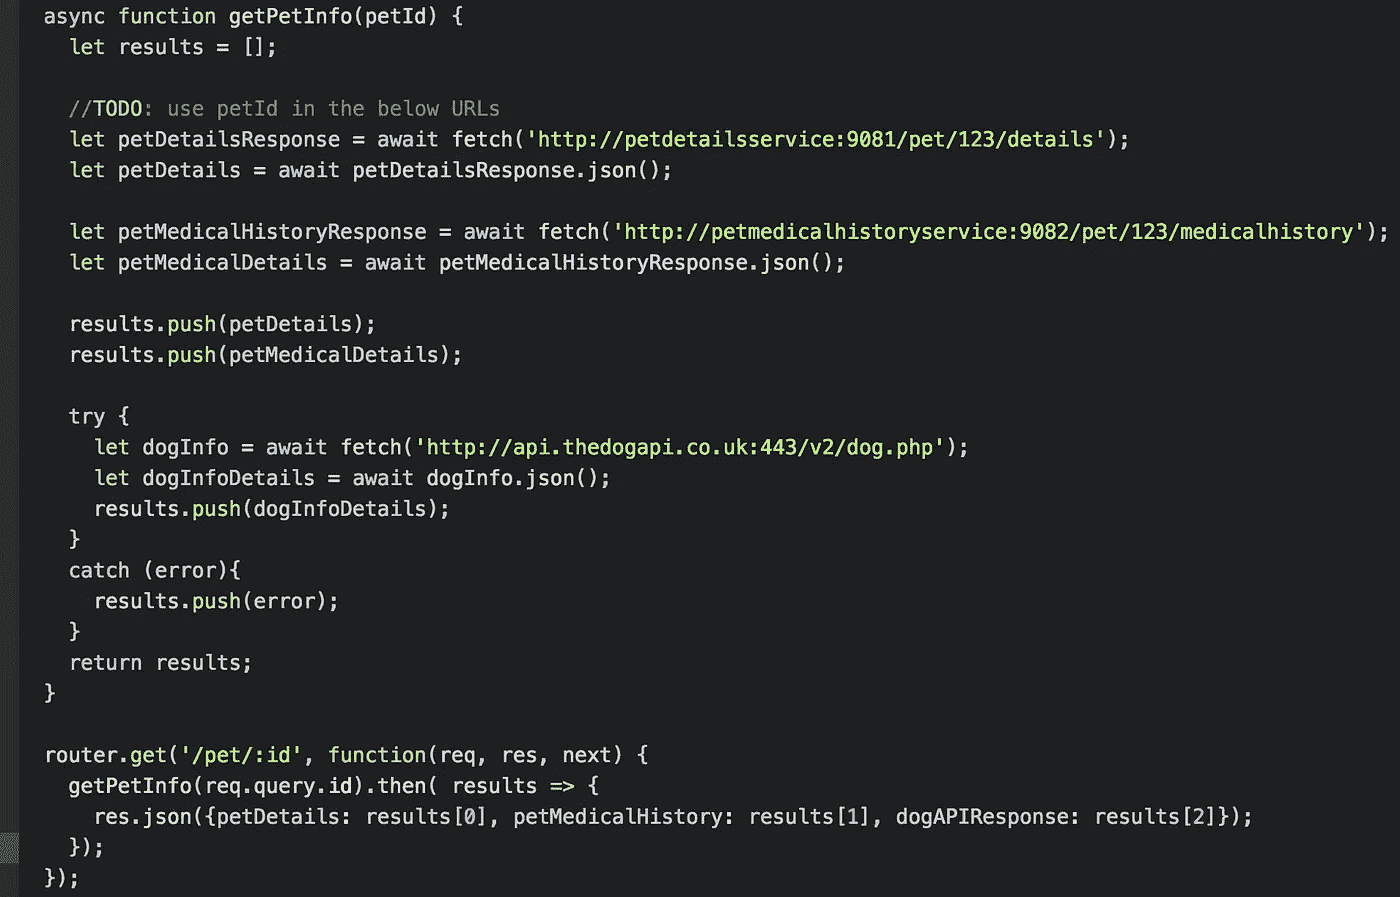 async function getPetInfo(petId) {
  let results = [];

  //TODO: use petId in the below URLs
  let petDetailsResponse = await fetch('http://petdetailsservice:9081/pet/123/details');
  let petDetails = await petDetailsResponse.json();

  let petMedicalHistoryResponse = await fetch('http://petmedicalhistoryservice:9082/pet/123/medicalhistory');
  let petMedicalDetails = await petMedicalHistoryResponse.json();

  results.push(petDetails);
  results.push(petMedicalDetails);

  try {
    let dogInfo = await fetch('http://api.thedogapi.co.uk:443/v2/dog.php');
    let dogInfoDetails = await dogInfo.json();
    results.push(dogInfoDetails);
  }
  catch (error){
    results.push(error);
  }
  return results;
}

router.get('/pet/:id', function(req, res, next) {
  getPetInfo(req.query.id).then( results => {
    res.json({petDetails: results[0], petMedicalHistory: results[1], dogAPIResponse: results[2]});
  });
});